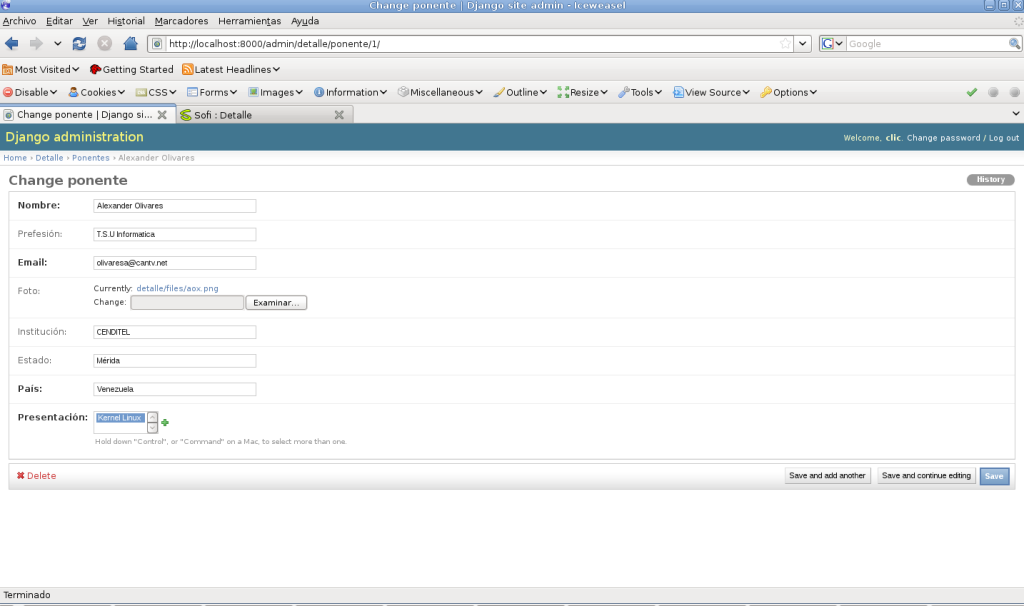 Change ponente | Django site admin - Iceweasel
Archivo Editar Ver Historial Marcadores Herramientas Ayuda
http://localhost:8000/admin/detalle/ponente/1/ Google
Most Visited Getting Started Latest Headlines
Disable Cookies CSS Forms Images Information Miscellaneous Outline Resize Tools View Source Options
Change ponente | Django si... Sofi : Detalle
Django administration Welcome, clic. Change password / Log out
Home › Detalle › Ponentes › Alexander Olivares
Change ponente History
Nombre: Alexander Olivares
Prefesión: T.S.U Informatica
Email: olivaresa@cantv.net
Foto: Currently: detalle/files/aox.png
Change: Examinar...
Institución: CENDITEL
Estado: Mérida
País: Venezuela
Presentación: Kernel Linux
Hold down "Control", or "Command" on a Mac, to select more than one.
Delete Save and add another Save and continue editing Save
Terminado